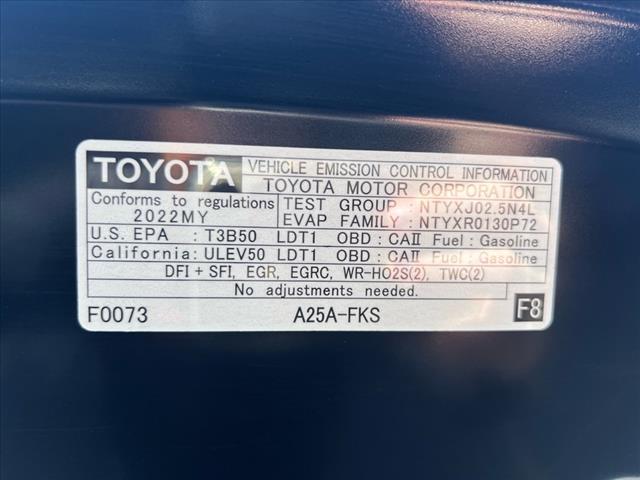 TOYOTA
VEHICLE EMISSION CONTROL INFORMATION
TOYOTA MOTOR CORPORATION
Conforms to regulations
2022MY
TEST GROUP : NTYXJ02.5N4L
EVAP FAMILY : NTYXR0130P72
U.S. EPA : T3B50 LDT1 OBD : CAⅡ Fuel : Gasoline
California: ULEV50 LDT1 OBD : CAⅡ Fuel : Gasoline
DFI + SFI, EGR, EGRC, WR-HO2S(2), TWC(2)
No adjustments needed.
F0073 A25A-FKS F8